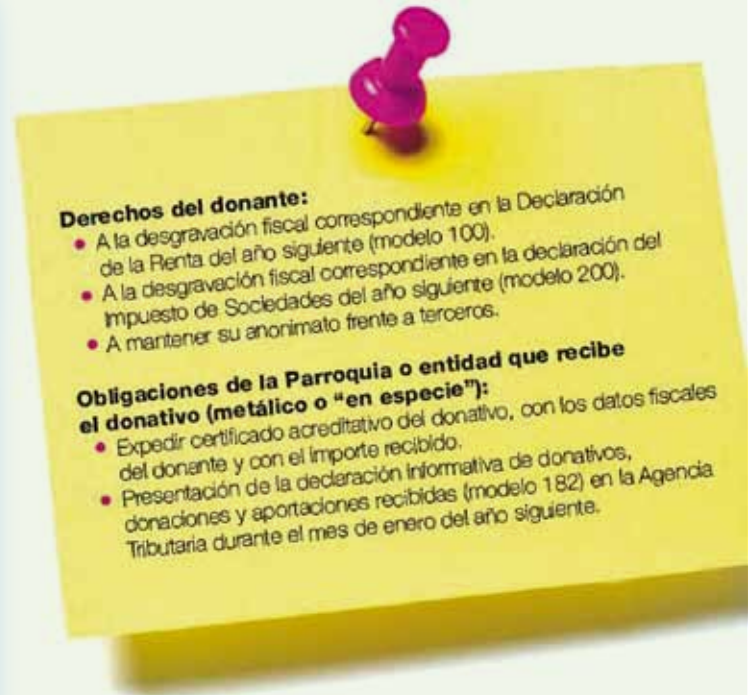 Derechos del donante:
• A la desgravación fiscal correspondiente en la Declaración
de la Renta del año siguiente (modelo 100).
• A la desgravación fiscal correspondiente en la declaración del
Impuesto de Sociedades del año siguiente (modelo 200).
• A mantener su anonimato frente a terceros.
Obligaciones de la Parroquia o entidad que recibe
el donativo (metálico o “en especie”):
• Expedir certificado acreditativo del donativo, con los datos fiscales
del donante y con el importe recibido.
• Presentación de la declaración informativa de donativos,
donaciones y aportaciones recibidas (modelo 182) en la Agencia
Tributaria durante el mes de enero del año siguiente.